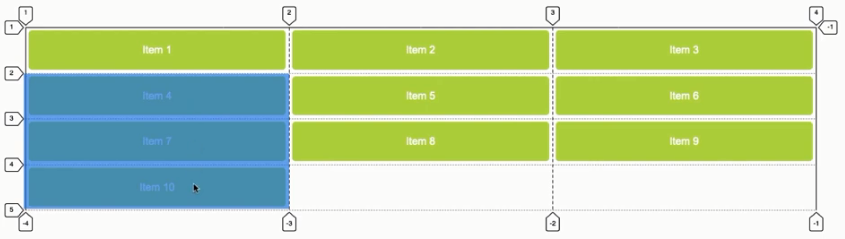 1 2 3 4
1 Item 1 Item 2 Item 3 -1
2
Item 4 Item 5 Item 6
3
Item 7 Item 8 Item 9
4
Item 10
5
-4 -3 -2 -1